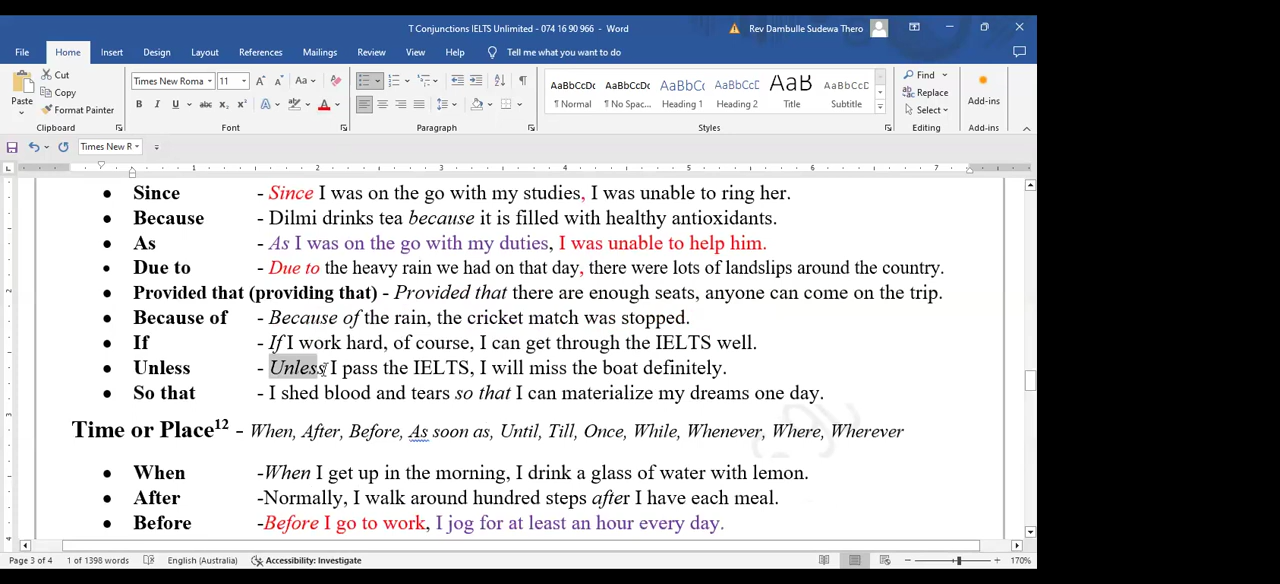 T Conjunctions IELTS Unlimited - 074 16 90 966 - Word
Rev Dambulle Sudewa Thero
File Home Insert Design Layout References Mailings Review View Help Tell me what you want to do
Cut
Copy
Format Painter
Paste
Clipboard
Times New Roma 11
Font
Paragraph
AaBbCcDc AaBbCcDc AaBbCc AaBbCcD AaB AaBbCcD
¶ Normal ¶ No Spac... Heading 1 Heading 2 Title Subtitle
Styles
Find
Replace
Select
Editing
Add-ins
Add-ins
Times New R
1 2 3 4 5 6 7
• Since - Since I was on the go with my studies, I was unable to ring her.
• Because - Dilmi drinks tea because it is filled with healthy antioxidants.
• As - As I was on the go with my duties, I was unable to help him.
• Due to - Due to the heavy rain we had on that day, there were lots of landslips around the country.
• Provided that (providing that) - Provided that there are enough seats, anyone can come on the trip.
• Because of - Because of the rain, the cricket match was stopped.
• If - If I work hard, of course, I can get through the IELTS well.
• Unless - Unless I pass the IELTS, I will miss the boat definitely.
• So that - I shed blood and tears so that I can materialize my dreams one day.
Time or Place12 - When, After, Before, As soon as, Until, Till, Once, While, Whenever, Where, Wherever
• When -When I get up in the morning, I drink a glass of water with lemon.
• After -Normally, I walk around hundred steps after I have each meal.
• Before -Before I go to work, I jog for at least an hour every day.
Page 3 of 4 1 of 1398 words English (Australia) Accessibility: Investigate 170%